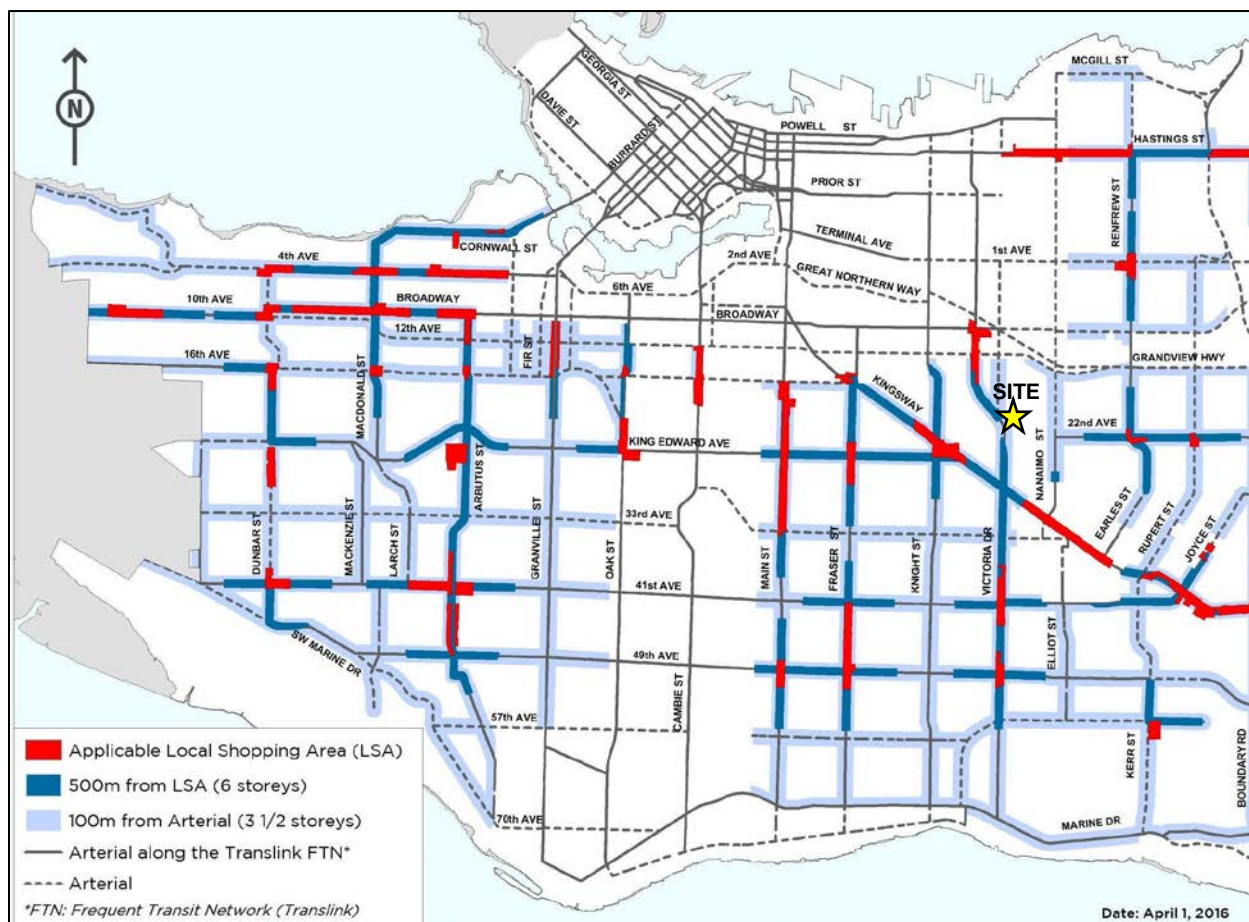 N
GEORGIA ST
DAVIE ST
BURRARD ST
POWELL ST
PRIOR ST
MCGILL ST
HASTINGS ST
RENFREW ST
TERMINAL AVE
1st AVE
2nd AVE
GREAT NORTHERN WAY
CORNWALL ST
4th AVE
6th AVE
10th AVE
BROADWAY
BROADWAY
12th AVE
FIR ST
16th AVE
MACDONALD ST
GRANDVIEW HWY
KINGSWAY
SITE
22nd AVE
NANAIMO ST
KING EDWARD AVE
ARBUTUS ST
33rd AVE
DUNBAR ST
MACKENZIE ST
LARCH ST
GRANVILLE ST
OAK ST
MAIN ST
FRASER ST
KNIGHT ST
VICTORIA DR
EARLES ST
RUPERT ST
JOYCE ST
41st AVE
ELLIOT ST
SW MARINE DR
49th AVE
CAMBIE ST
57th AVE
KERR ST
BOUNDARY RD
70th AVE
MARINE DR
Applicable Local Shopping Area (LSA)
500m from LSA (6 storeys)
100m from Arterial (3 1/2 storeys)
Arterial along the Translink FTN*
Arterial
*FTN: Frequent Transit Network (Translink)
Date: April 1, 2016